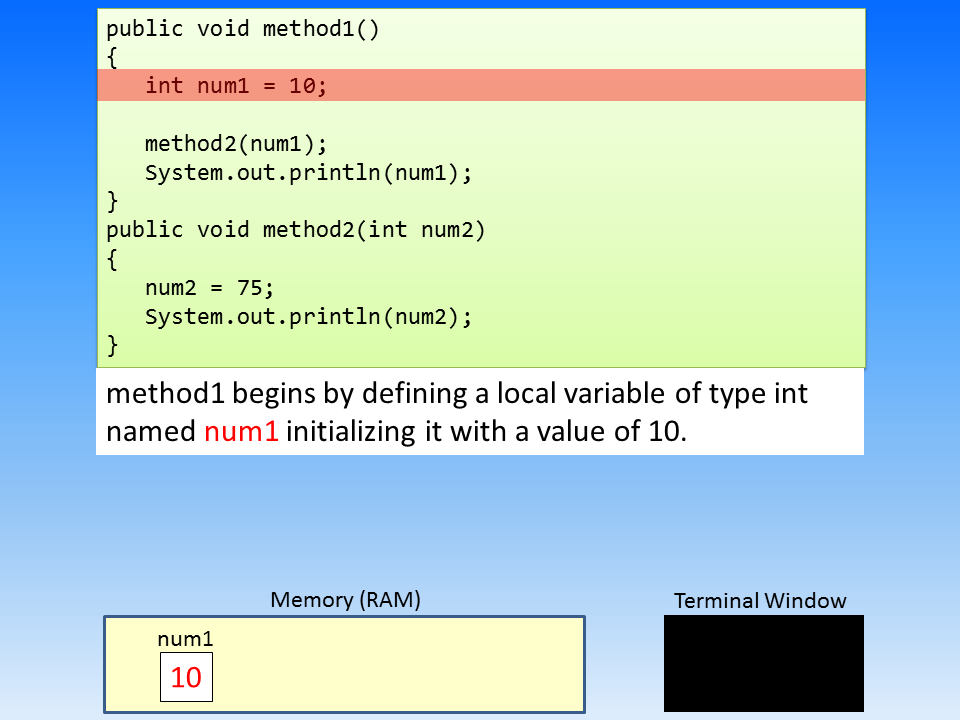 public void method1()
{
   int num1 = 10;
   method2(num1);
   System.out.println(num1);
}
public void method2(int num2)
{
   num2 = 75;
   System.out.println(num2);
}
method1 begins by defining a local variable of type int
named num1 initializing it with a value of 10.
Memory (RAM)
Terminal Window
num1
10